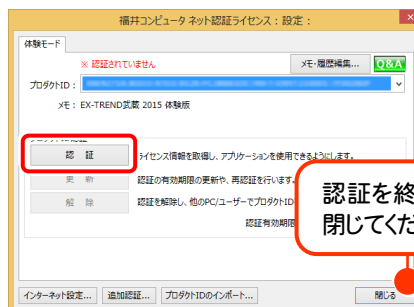 福井コンピュータ ネット認証ライセンス：設定：
体験モード
※ 認証されていません
メモ・履歴編集...
Q&A
プロダクトID：
メモ： EX-TREND武蔵 2015 体験版
認 証
ライセンス情報を取得し、アプリケーションを使用できるようにします。
更 新
認証の有効期限の更新や、再認証を行います。
解 除
認証を解除し、他のPC/ユーザーでプロダクトID
認証有効期限
認証を終
閉じてくだ
インターネット設定...
追加認証...
プロダクトIDのインポート...
閉じる